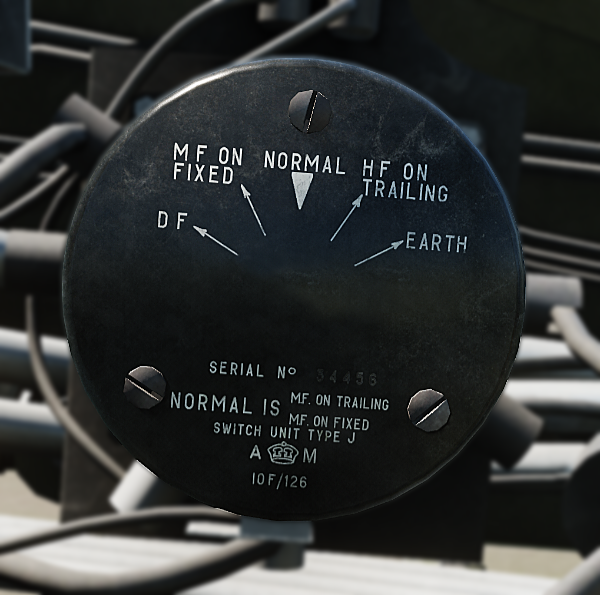 MF ON FIXED
NORMAL
HF ON TRAILING
DF
EARTH
SERIAL Nº 34456
NORMAL IS
MF. ON TRAILING
MF. ON FIXED
SWITCH UNIT TYPE J
A M
10F/126